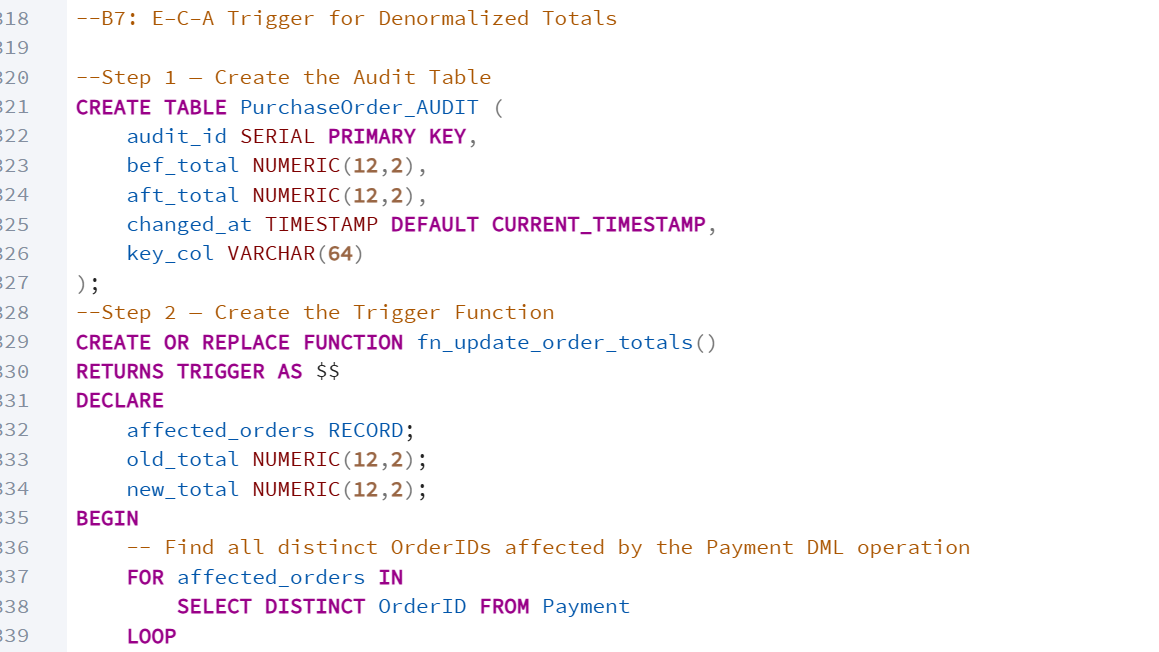 318 --B7: E-C-A Trigger for Denormalized Totals
319
320 --Step 1 – Create the Audit Table
321 CREATE TABLE PurchaseOrder_AUDIT (
322     audit_id SERIAL PRIMARY KEY,
323     bef_total NUMERIC(12,2),
324     aft_total NUMERIC(12,2),
325     changed_at TIMESTAMP DEFAULT CURRENT_TIMESTAMP,
326     key_col VARCHAR(64)
327 );
328 --Step 2 – Create the Trigger Function
329 CREATE OR REPLACE FUNCTION fn_update_order_totals()
330 RETURNS TRIGGER AS $$
331 DECLARE
332     affected_orders RECORD;
333     old_total NUMERIC(12,2);
334     new_total NUMERIC(12,2);
335 BEGIN
336     -- Find all distinct OrderIDs affected by the Payment DML operation
337     FOR affected_orders IN
338         SELECT DISTINCT OrderID FROM Payment
339     LOOP